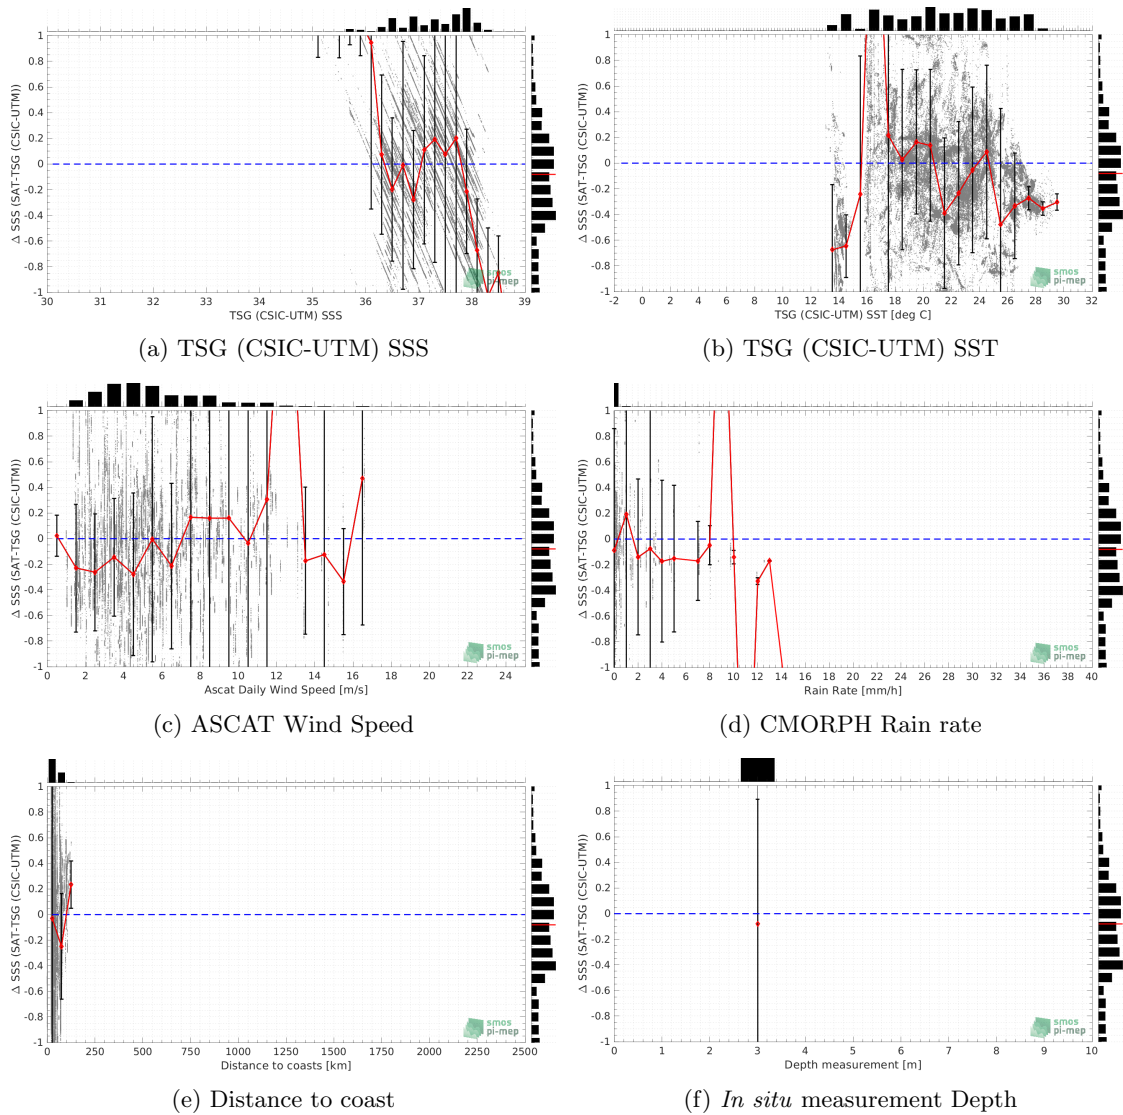 Δ SSS (SAT-TSG (CSIC-UTM))
1
0.8
0.6
0.4
0.2
0
-0.2
-0.4
-0.6
-0.8
-1
30 31 32 33 34 35 36 37 38 39
TSG (CSIC-UTM) SSS
smos
pi-mep
(a) TSG (CSIC-UTM) SSS
Δ SSS (SAT-TSG (CSIC-UTM))
1
0.8
0.6
0.4
0.2
0
-0.2
-0.4
-0.6
-0.8
-1
-2 0 2 4 6 8 10 12 14 16 18 20 22 24 26 28 30 32
TSG (CSIC-UTM) SST [deg C]
smos
pi-mep
(b) TSG (CSIC-UTM) SST
Δ SSS (SAT-TSG (CSIC-UTM))
1
0.8
0.6
0.4
0.2
0
-0.2
-0.4
-0.6
-0.8
-1
0 2 4 6 8 10 12 14 16 18 20 22 24
Ascat Daily Wind Speed [m/s]
smos
pi-mep
(c) ASCAT Wind Speed
Δ SSS (SAT-TSG (CSIC-UTM))
1
0.8
0.6
0.4
0.2
0
-0.2
-0.4
-0.6
-0.8
-1
0 2 4 6 8 10 12 14 16 18 20 22 24 26 28 30 32 34 36 38 40
Rain Rate [mm/h]
smos
pi-mep
(d) CMORPH Rain rate
Δ SSS (SAT-TSG (CSIC-UTM))
1
0.8
0.6
0.4
0.2
0
-0.2
-0.4
-0.6
-0.8
-1
0 250 500 750 1000 1250 1500 1750 2000 2250 2500
Distance to coasts [km]
smos
pi-mep
(e) Distance to coast
Δ SSS (SAT-TSG (CSIC-UTM))
1
0.8
0.6
0.4
0.2
0
-0.2
-0.4
-0.6
-0.8
-1
0 1 2 3 4 5 6 7 8 9 10
Depth measurement [m]
smos
pi-mep
(f) In situ measurement Depth